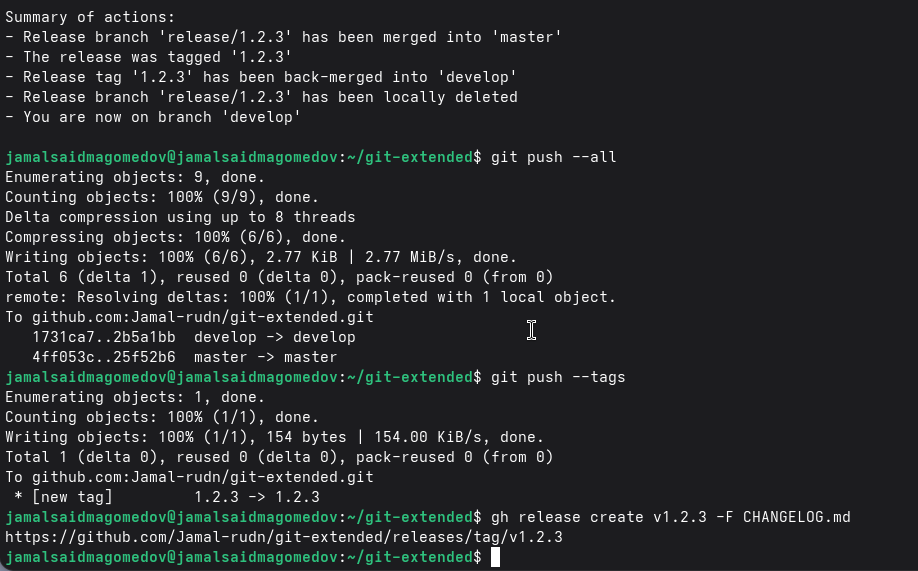 Summary of actions:
- Release branch 'release/1.2.3' has been merged into 'master'
- The release was tagged '1.2.3'
- Release tag '1.2.3' has been back-merged into 'develop'
- Release branch 'release/1.2.3' has been locally deleted
- You are now on branch 'develop'

jamalsaidmagomedov@jamalsaidmagomedov:~/git-extended$ git push --all
Enumerating objects: 9, done.
Counting objects: 100% (9/9), done.
Delta compression using up to 8 threads
Compressing objects: 100% (6/6), done.
Writing objects: 100% (6/6), 2.77 KiB | 2.77 MiB/s, done.
Total 6 (delta 1), reused 0 (delta 0), pack-reused 0 (from 0)
remote: Resolving deltas: 100% (1/1), completed with 1 local object.
To github.com:Jamal-rudn/git-extended.git
   1731ca7..2b5a1bb  develop -> develop
   4ff053c..25f52b6  master -> master
jamalsaidmagomedov@jamalsaidmagomedov:~/git-extended$ git push --tags
Enumerating objects: 1, done.
Counting objects: 100% (1/1), done.
Writing objects: 100% (1/1), 154 bytes | 154.00 KiB/s, done.
Total 1 (delta 0), reused 0 (delta 0), pack-reused 0 (from 0)
To github.com:Jamal-rudn/git-extended.git
 * [new tag]         1.2.3 -> 1.2.3
jamalsaidmagomedov@jamalsaidmagomedov:~/git-extended$ gh release create v1.2.3 -F CHANGELOG.md
https://github.com/Jamal-rudn/git-extended/releases/tag/v1.2.3
jamalsaidmagomedov@jamalsaidmagomedov:~/git-extended$